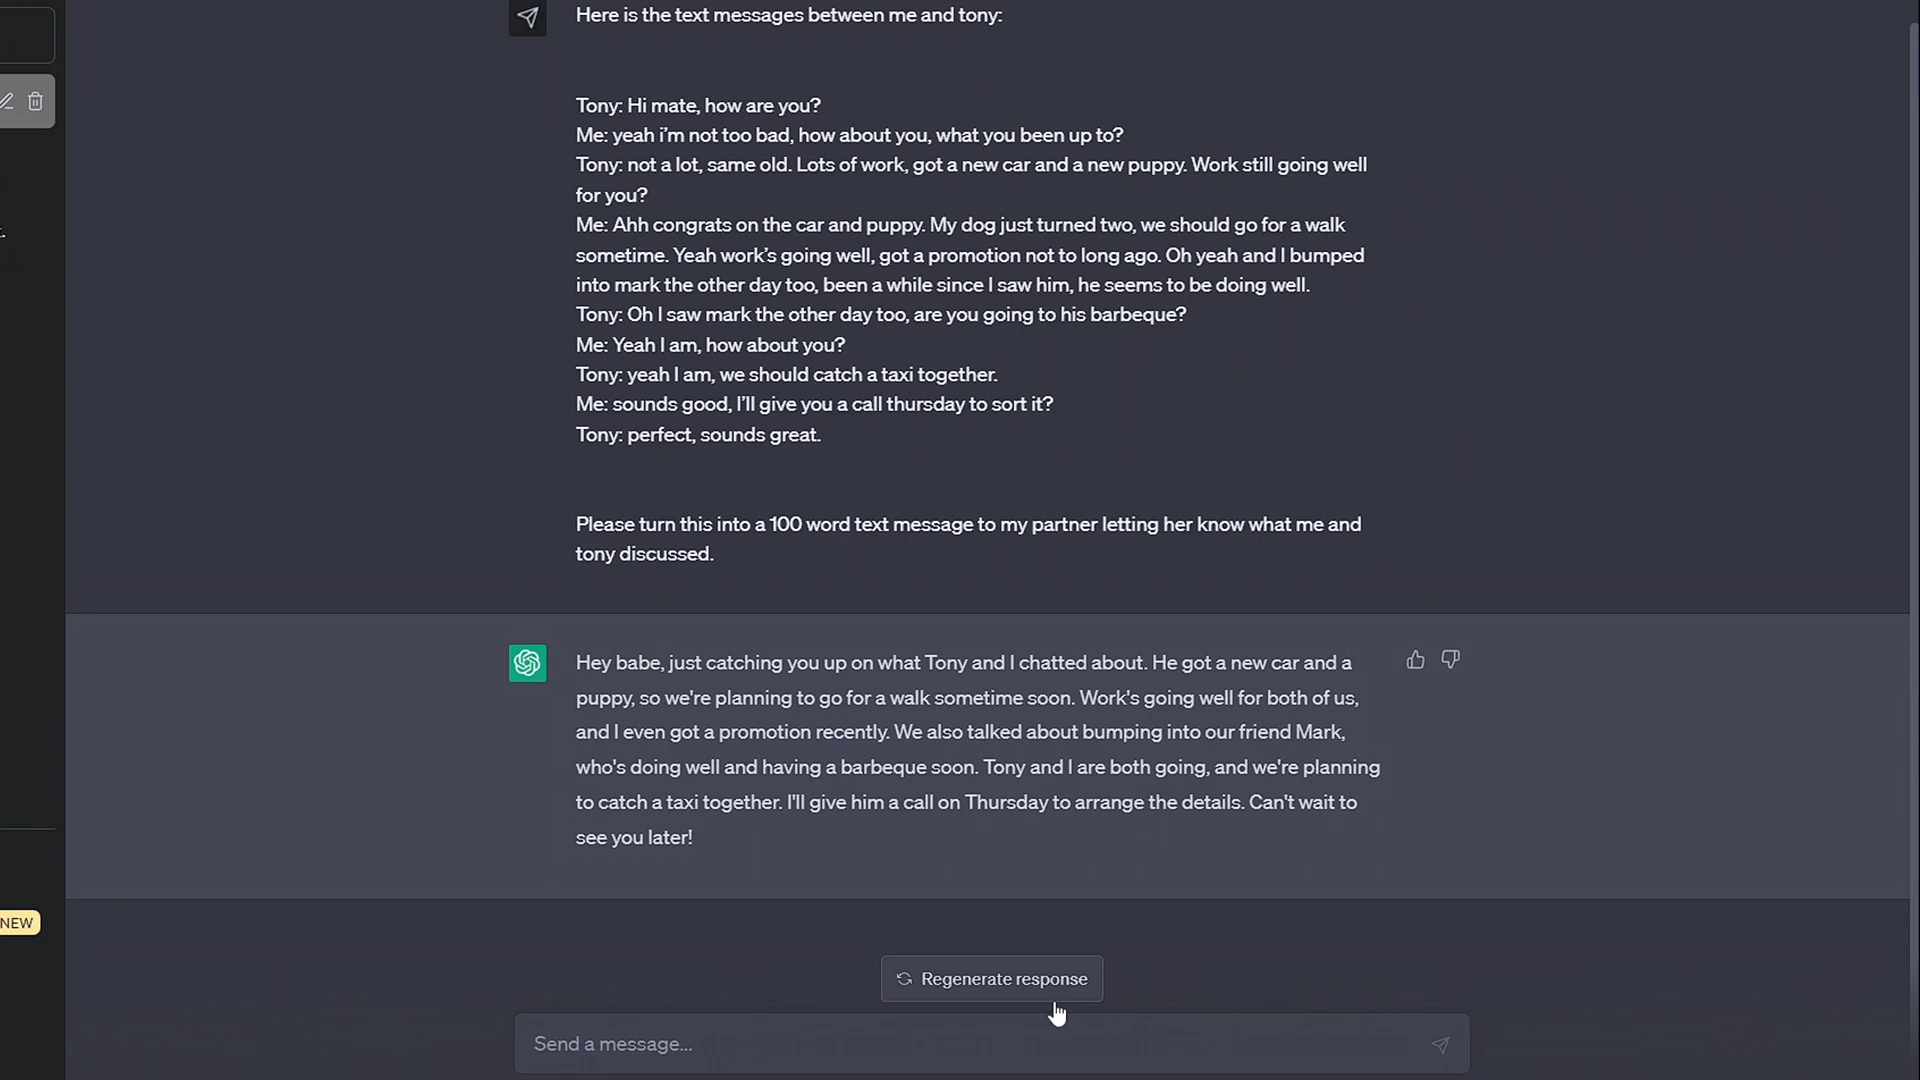 Here is the text messages between me and tony:
Tony: Hi mate, how are you?
Me: yeah i’m not too bad, how about you, what you been up to?
Tony: not a lot, same old. Lots of work, got a new car and a new puppy. Work still going well
for you?
Me: Ahh congrats on the car and puppy. My dog just turned two, we should go for a walk
sometime. Yeah work’s going well, got a promotion not to long ago. Oh yeah and I bumped
into mark the other day too, been a while since I saw him, he seems to be doing well.
Tony: Oh I saw mark the other day too, are you going to his barbeque?
Me: Yeah I am, how about you?
Tony: yeah I am, we should catch a taxi together.
Me: sounds good, I’ll give you a call thursday to sort it?
Tony: perfect, sounds great.
Please turn this into a 100 word text message to my partner letting her know what me and
tony discussed.
Hey babe, just catching you up on what Tony and I chatted about. He got a new car and a
puppy, so we're planning to go for a walk sometime soon. Work's going well for both of us,
and I even got a promotion recently. We also talked about bumping into our friend Mark,
who's doing well and having a barbeque soon. Tony and I are both going, and we're planning
to catch a taxi together. I'll give him a call on Thursday to arrange the details. Can't wait to
see you later!
NEW
Regenerate response
Send a message...